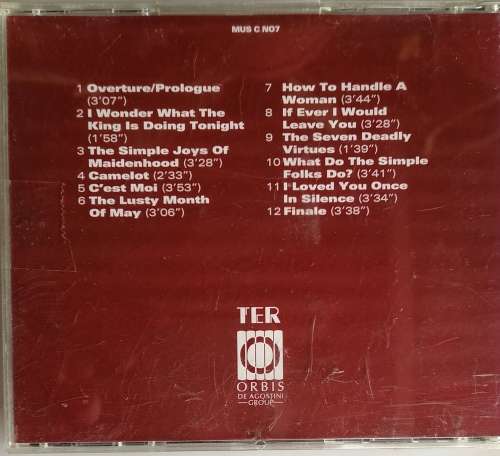 MUS C NO7
1 Overture/Prologue
(3'07")
2 I Wonder What The
King Is Doing Tonight
(1'58")
3 The Simple Joys Of
Maidenhood (3'28")
4 Camelot (2'33")
5 C'est Moi (3'53")
6 The Lusty Month
Of May (3'06")
7 How To Handle A
Woman (3'44")
8 If Ever I Would
Leave You (3'28")
9 The Seven Deadly
Virtues (1'39")
10 What Do The Simple
Folks Do? (3'41")
11 I Loved You Once
In Silence (3'34")
12 Finale (3'38")
TER
ORBIS
DE AGOSTINI
GROUP